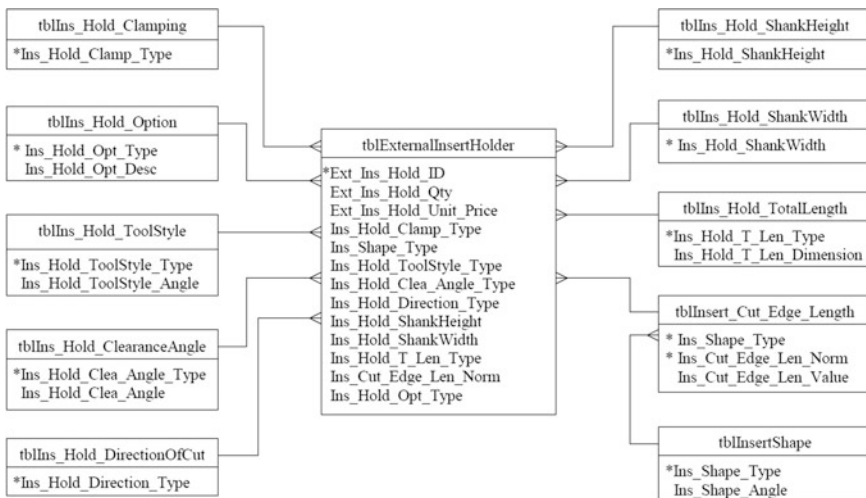 tblIns_Hold_Clamping
*Ins_Hold_Clamp_Type
tblIns_Hold_Option
* Ins_Hold_Opt_Type
Ins_Hold_Opt_Desc
tblIns_Hold_ToolStyle
*Ins_Hold_ToolStyle_Type
Ins_Hold_ToolStyle_Angle
tblIns_Hold_ClearanceAngle
*Ins_Hold_Clea_Angle_Type
Ins_Hold_Clea_Angle
tblIns_Hold_DirectionOfCut
*Ins_Hold_Direction_Type
tblExternalInsertHolder
*Ext_Ins_Hold_ID
Ext_Ins_Hold_Qty
Ext_Ins_Hold_Unit_Price
Ins_Hold_Clamp_Type
Ins_Shape_Type
Ins_Hold_ToolStyle_Type
Ins_Hold_Clea_Angle_Type
Ins_Hold_Direction_Type
Ins_Hold_ShankHeight
Ins_Hold_ShankWidth
Ins_Hold_T_Len_Type
Ins_Cut_Edge_Len_Norm
Ins_Hold_Opt_Type
tblIns_Hold_ShankHeight
*Ins_Hold_ShankHeight
tblIns_Hold_ShankWidth
* Ins_Hold_ShankWidth
tblIns_Hold_TotalLength
*Ins_Hold_T_Len_Type
Ins_Hold_T_Len_Dimension
tblInsert_Cut_Edge_Length
* Ins_Shape_Type
* Ins_Cut_Edge_Len_Norm
Ins_Cut_Edge_Len_Value
tblInsertShape
*Ins_Shape_Type
Ins_Shape_Angle